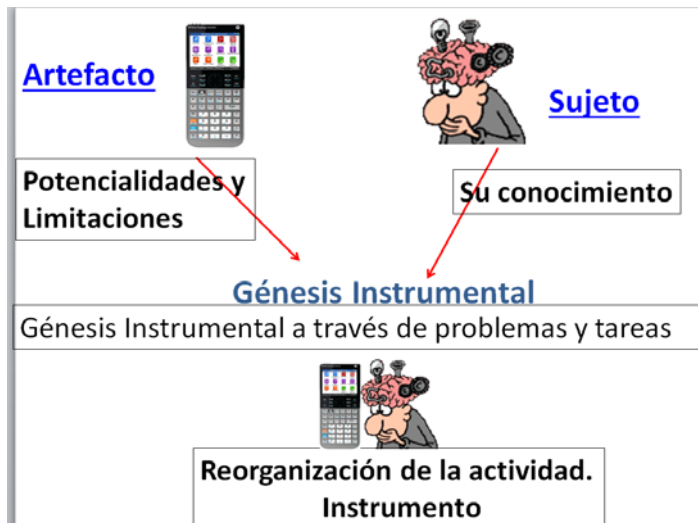 Artefacto
Sujeto
Potencialidades y
Limitaciones
Su conocimiento
Génesis Instrumental
Génesis Instrumental a través de problemas y tareas
Reorganización de la actividad.
Instrumento